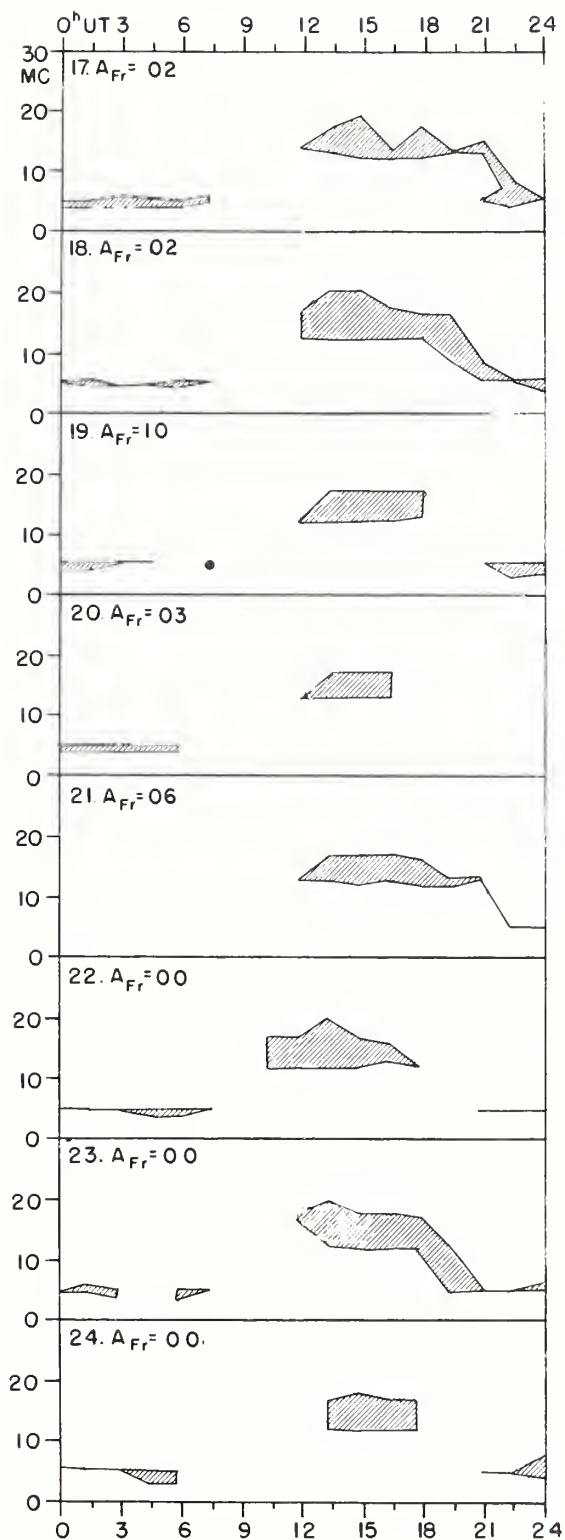 0ʰ UT 3 6 9 12 15 18 21 24
30
MC
17. A_Fr = 02
20
10
0
18. A_Fr = 02
20
10
0
19. A_Fr = 10
20
10
0
20. A_Fr = 03
20
10
0
21. A_Fr = 06
20
10
0
22. A_Fr = 00
20
10
0
23. A_Fr = 00
20
10
0
24. A_Fr = 00.
20
10
0
0 3 6 9 12 15 18 21 24